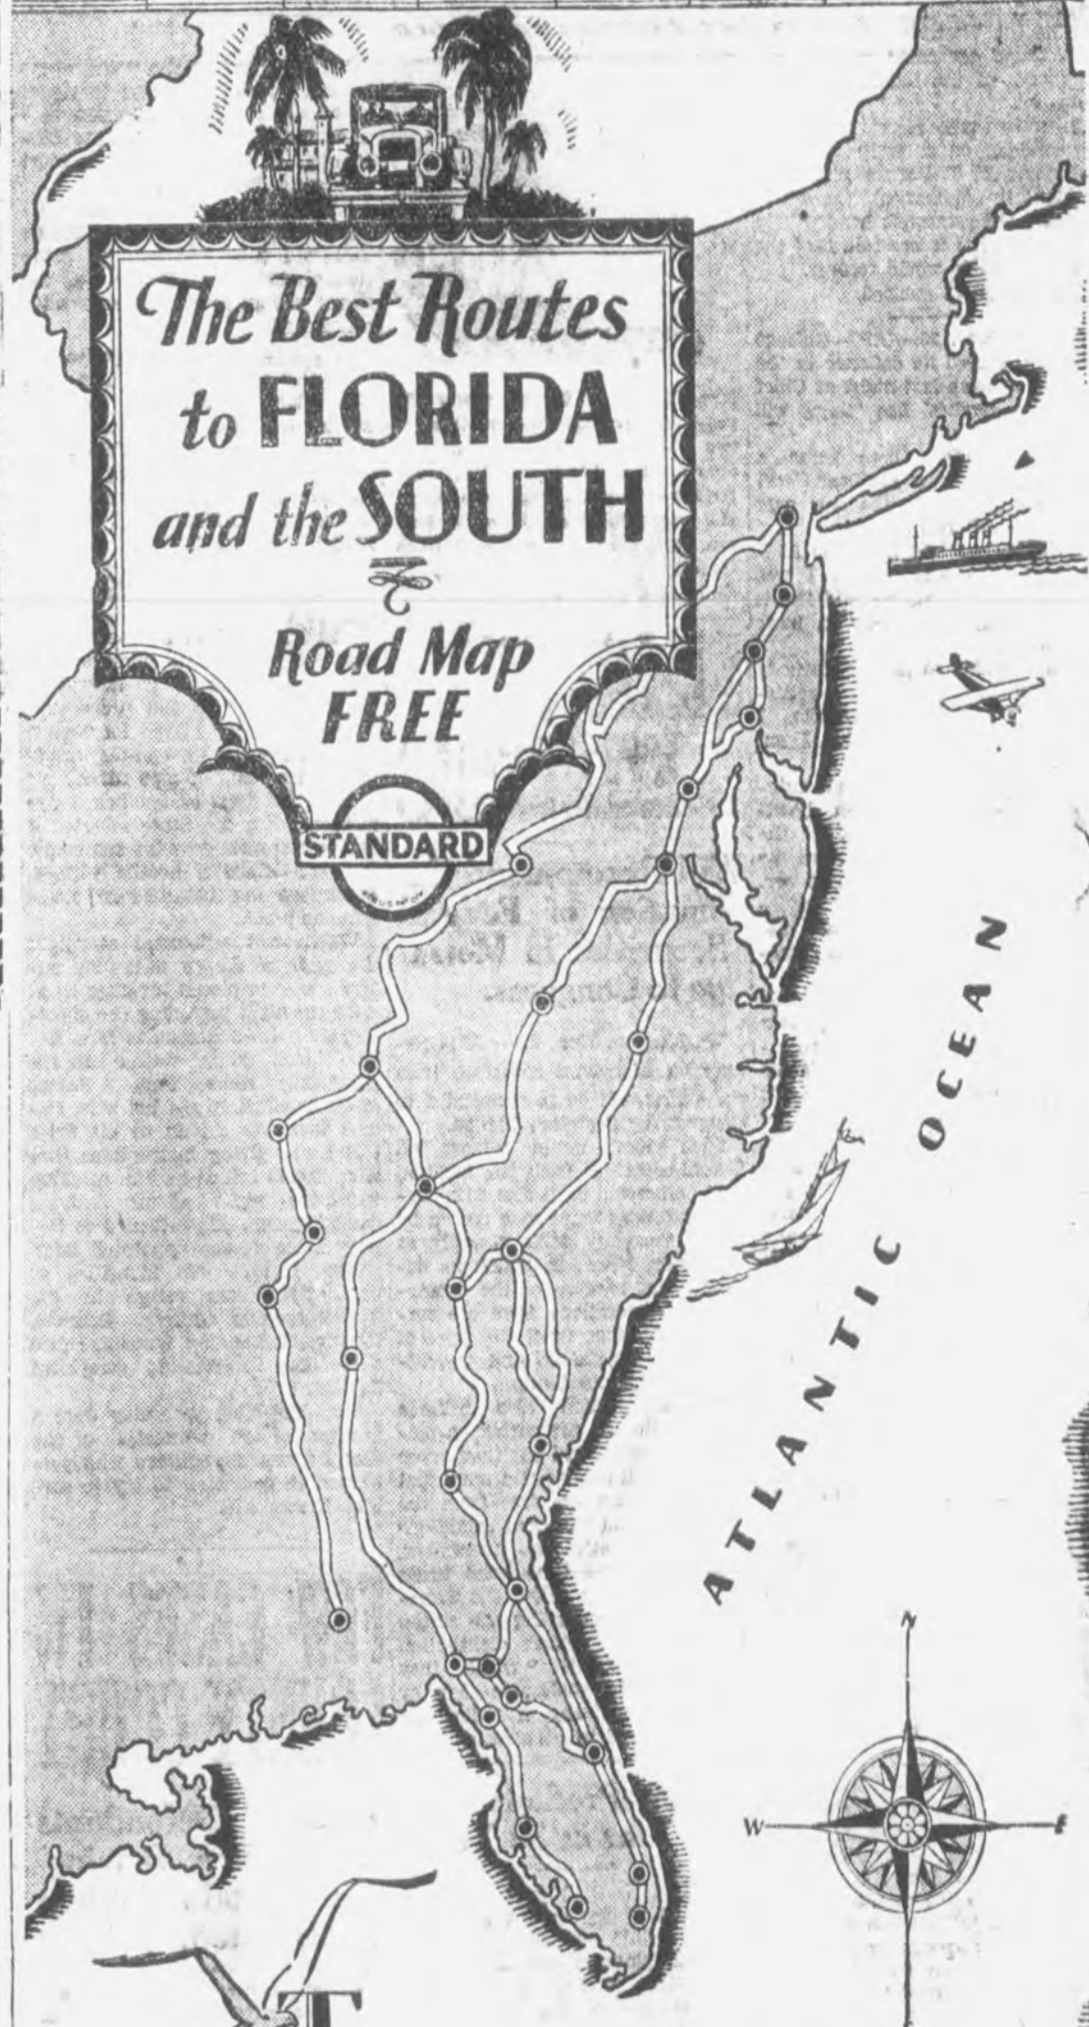 The Best Routes
to FLORIDA
and the SOUTH
Road Map
FREE
STANDARD
ATLANTIC OCEAN
N
W
E
T